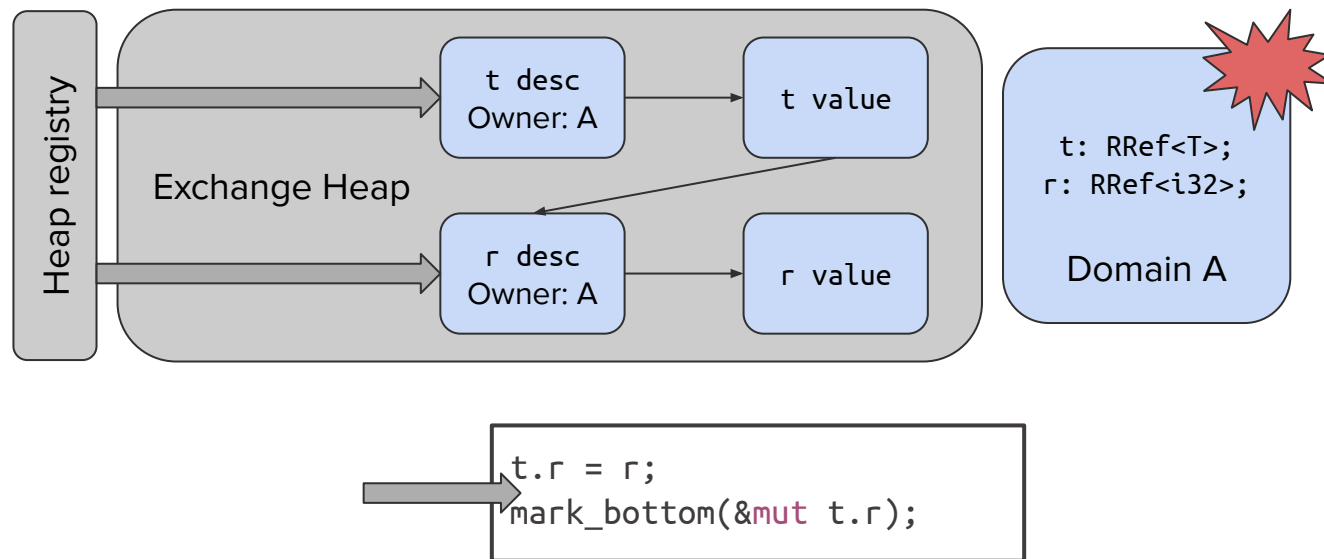 Heap registry
Exchange Heap
t desc
Owner: A
t value
r desc
Owner: A
r value
t: RRef<T>;
r: RRef<i32>;
Domain A
t.r = r;
mark_bottom(&mut t.r);